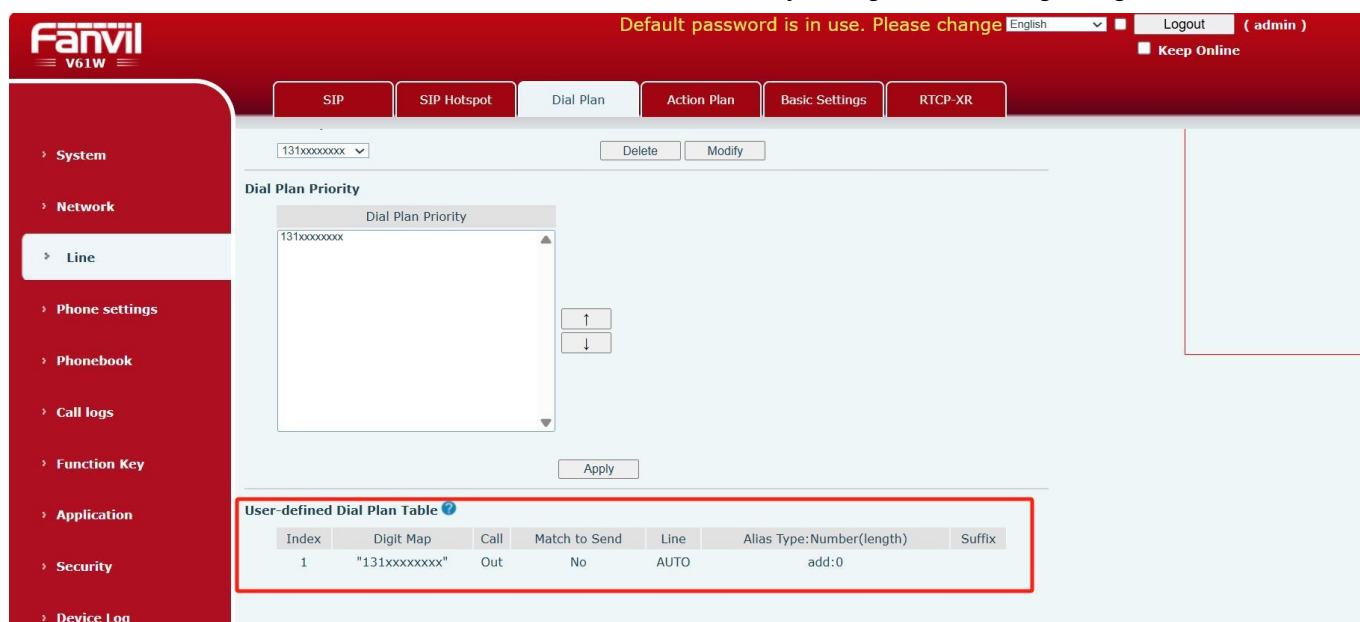 Default password is in use. Please change English Logout ( admin )
Fanvil
V61W
Keep Online
SIP SIP Hotspot Dial Plan Action Plan Basic Settings RTCP-XR
› System
› Network
› Line
› Phone settings
› Phonebook
› Call logs
› Function Key
› Application
› Security
› Device Log
131xxxxxxxx Delete Modify
Dial Plan Priority
Dial Plan Priority
131xxxxxxxx
↑
↓
Apply
User-defined Dial Plan Table ?
Index Digit Map Call Match to Send Line Alias Type:Number(length) Suffix
1 "131xxxxxxxx" Out No AUTO add:0